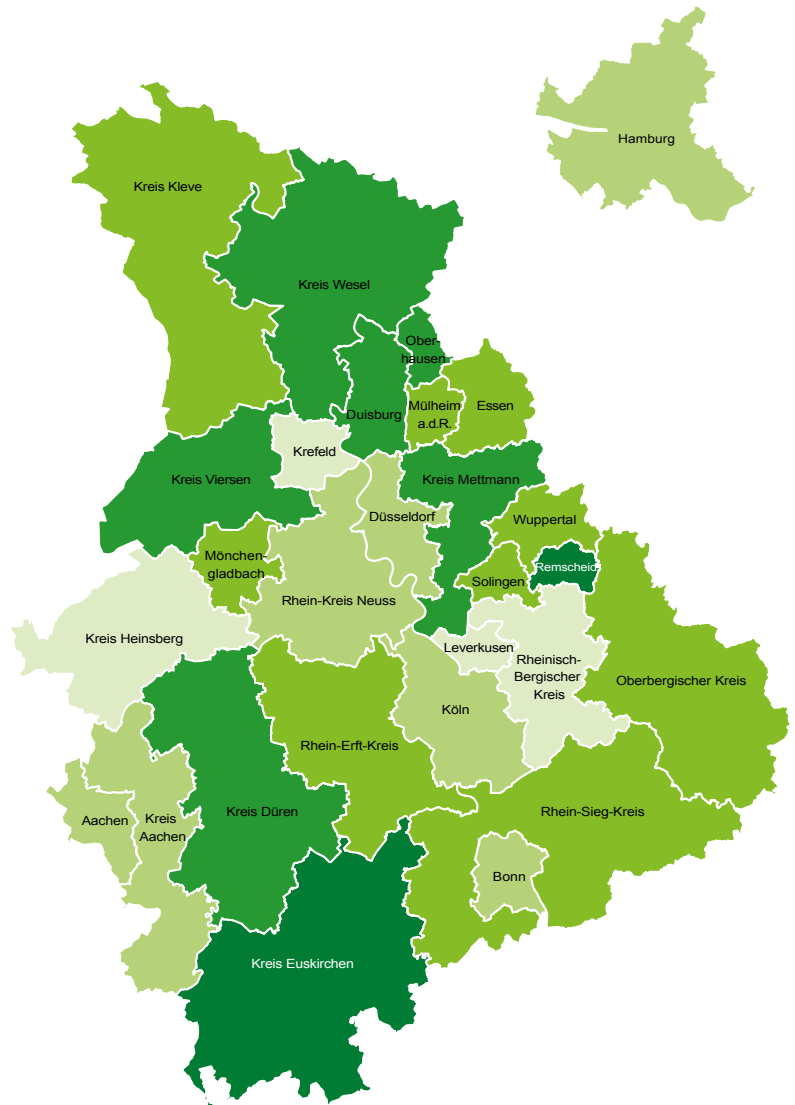 Hamburg
Kreis Kleve
Kreis Wesel
Ober-
hausen
Duisburg
Mülheim
a.d.R.
Essen
Krefeld
Kreis Viersen
Kreis Mettmann
Düsseldorf
Wuppertal
Mönchen-
gladbach
Remscheid
Solingen
Rhein-Kreis Neuss
Kreis Heinsberg
Leverkusen
Rheinisch-
Bergischer
Kreis
Oberbergischer Kreis
Köln
Rhein-Erft-Kreis
Kreis Düren
Rhein-Sieg-Kreis
Aachen
Kreis
Aachen
Bonn
Kreis Euskirchen